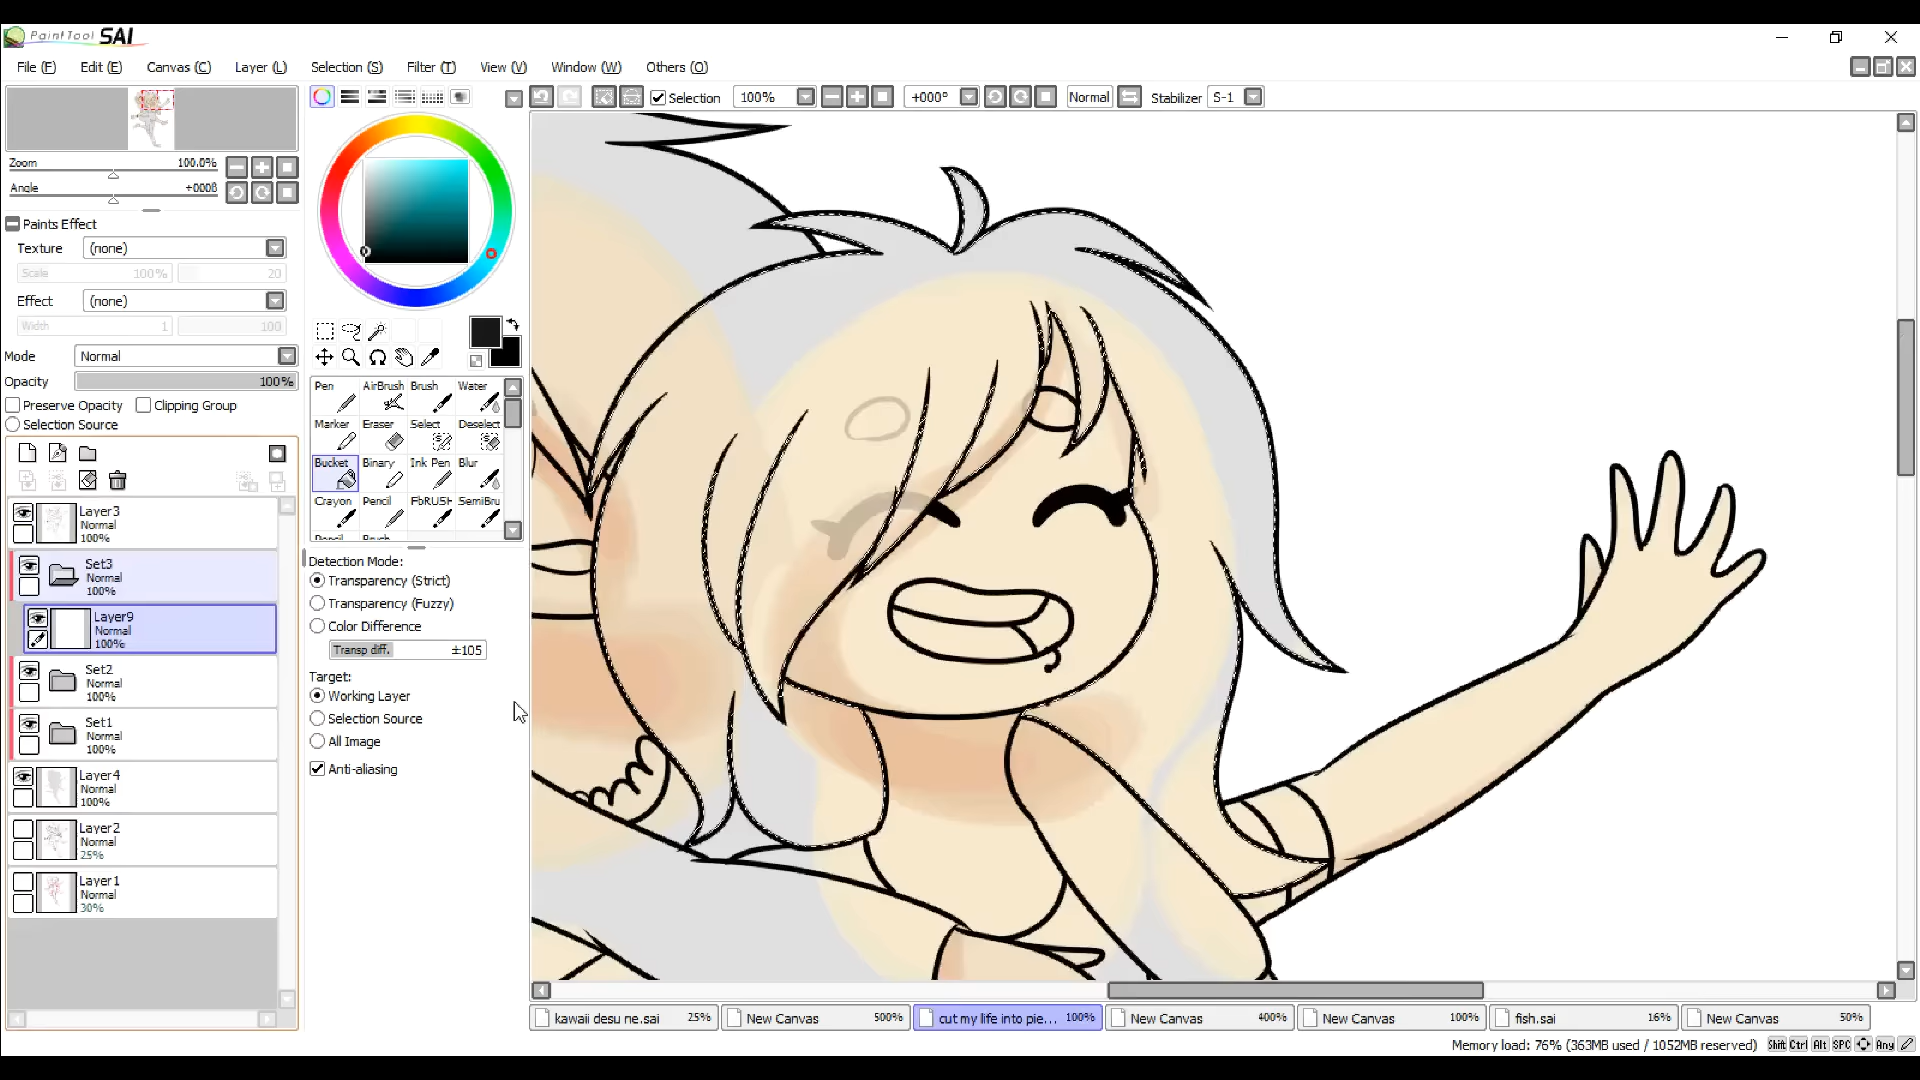 PaintTool SAI
File (F) Edit (E) Canvas (C) Layer (L) Selection (S) Filter (T) View (V) Window (W) Others (O)
Selection 100% +000° Normal Stabilizer S-1
Zoom 100.0%
Angle +000ß
Paints Effect
Texture (none)
Scale 100% 20
Effect (none)
Width 1 100
Mode Normal
Opacity 100%
Preserve Opacity Clipping Group
Selection Source
Layer3
Normal
100%
Set3
Normal
100%
Layer9
Normal
100%
Set2
Normal
100%
Set1
Normal
100%
Layer4
Normal
100%
Layer2
Normal
25%
Layer1
Normal
30%
Pen AirBrush Brush Water
Marker Eraser Select Deselect
Bucket Binary Ink Pen Blur
Crayon Pencil FbRUSH SemiBru
Pencil Brush
Detection Mode:
Transparency (Strict)
Transparency (Fuzzy)
Color Difference
Transp diff. ±105
Target:
Working Layer
Selection Source
All Image
Anti-aliasing
kawaii desu ne.sai 25% New Canvas 500% cut my life into pie... 100% New Canvas 400% New Canvas 100% fish.sai 16% New Canvas 50%
Memory load: 76% (363MB used / 1052MB reserved) Shift Ctrl Alt SPC Any